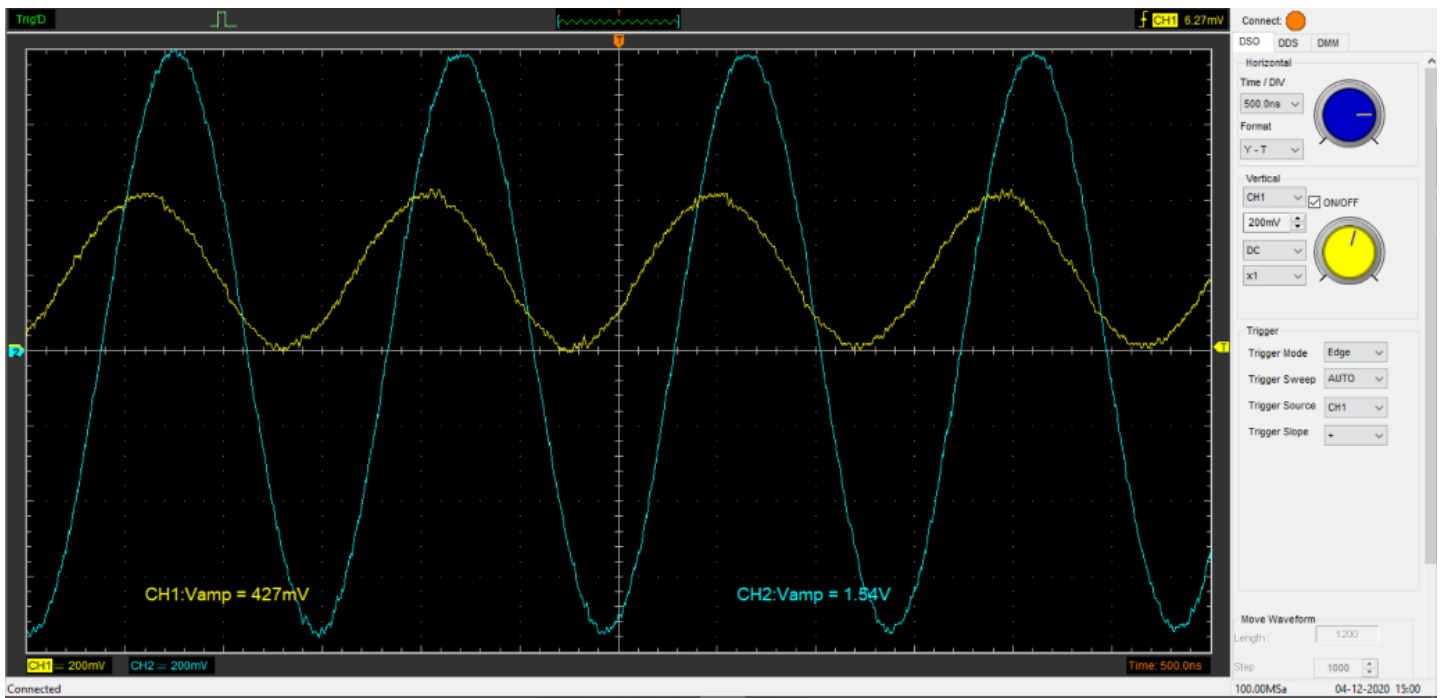 Trig'D
T
CH1 6.27mV
Connect:
DSO DDS DMM
T
Horizontal
Time / DIV
500.0ns
Format
Y - T
Vertical
CH1 ON/OFF
200mV
DC
x1
Trigger
2
T
Trigger Mode Edge
Trigger Sweep AUTO
Trigger Source CH1
Trigger Slope +
CH1:Vamp = 427mV CH2:Vamp = 1.54V
Move Waveform
Length : 1200
CH1 200mV CH2 200mV Time: 500.0ns
Step 1000
Connected 100.00MSa 04-12-2020 15:00